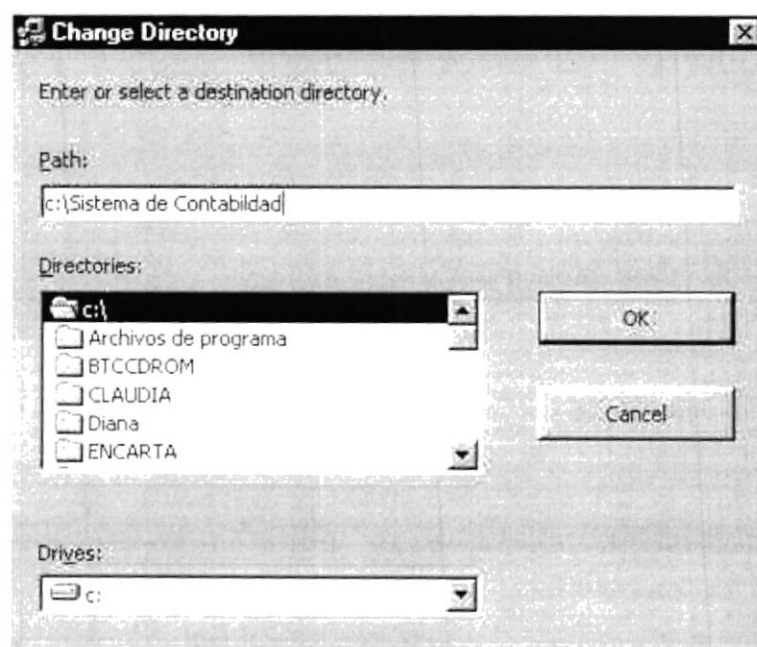 Change Directory
Enter or select a destination directory.
Path:
c:\Sistema de Contabildad
Directories:
c:\
Archivos de programa
BTCCDROM
CLAUDIA
Diana
ENCARTA
OK
Cancel
Drives:
c: